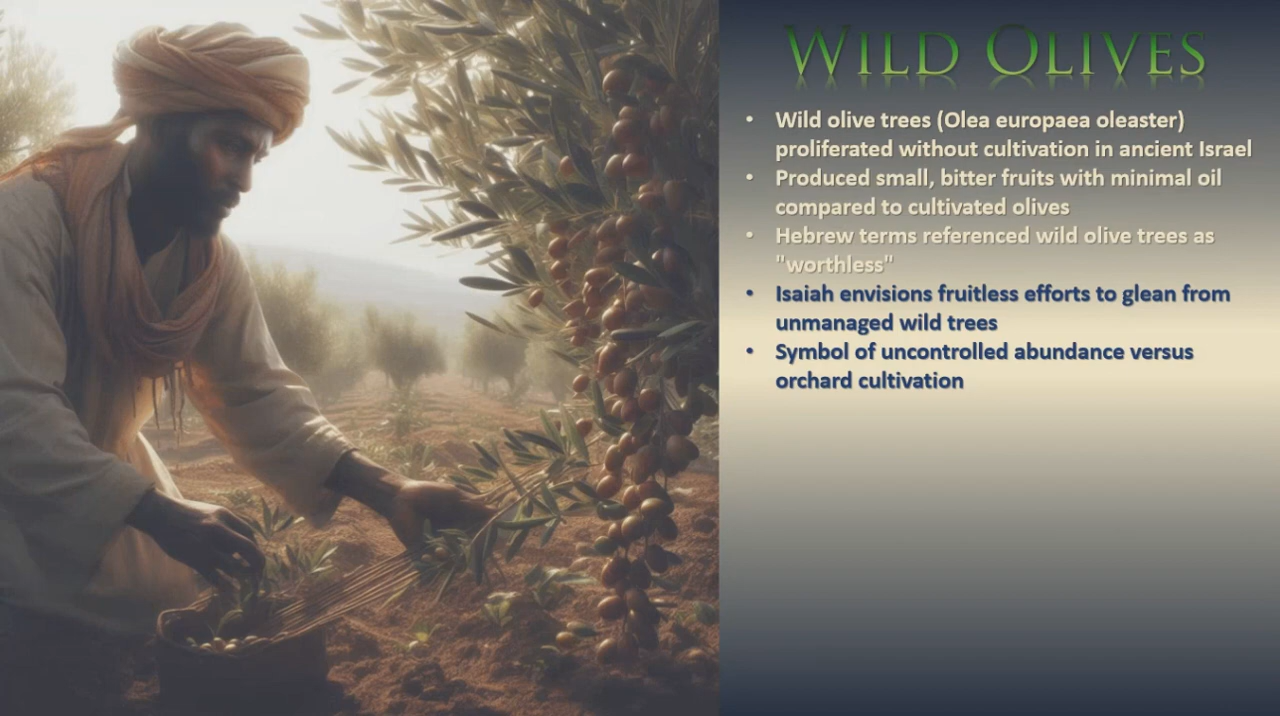 WILD OLIVES
• Wild olive trees (Olea europaea oleaster)
proliferated without cultivation in ancient Israel
• Produced small, bitter fruits with minimal oil
compared to cultivated olives
• Hebrew terms referenced wild olive trees as
"worthless"
• Isaiah envisions fruitless efforts to glean from
unmanaged wild trees
• Symbol of uncontrolled abundance versus
orchard cultivation